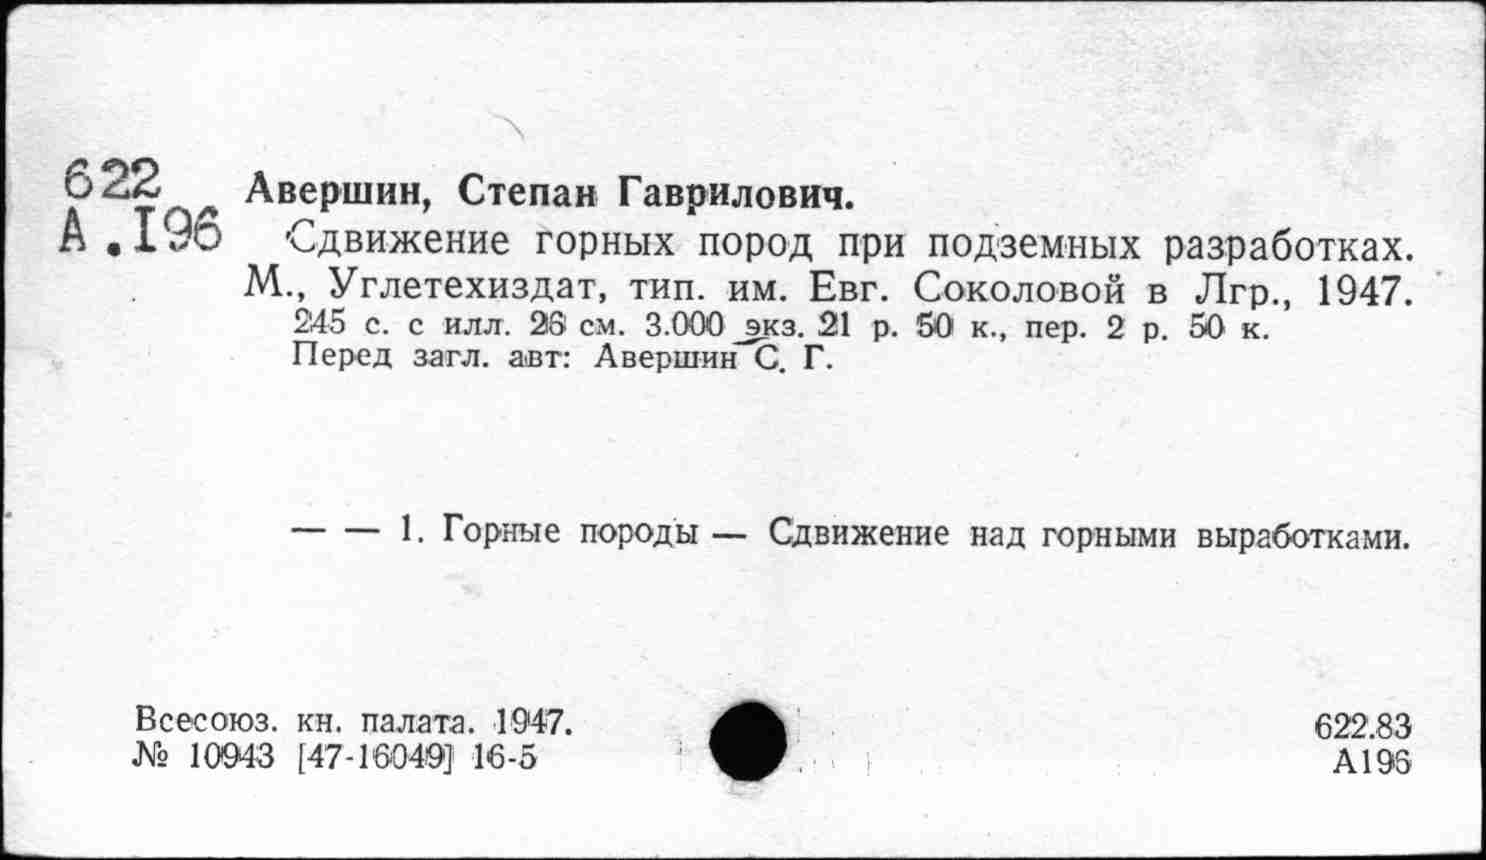 622
А.I96
Авершин, Степан Гаврилович.
Сдвижение горных пород при подземных разработках.
М., Углетехиздат, тип. им. Евг. Соколовой в Лгр., 1947.
245 с. с илл. 26 см. 3.000 экз. 21 р. 50 к., пер. 2 р. 50 к.
Перед загл. авт: Авершин С. Г.
— — 1. Горные породы — Сдвижение над горными выработками.
Всесоюз. кн. палата. 1947.
№ 10943 [47-16049] 16-5
622.83
А196